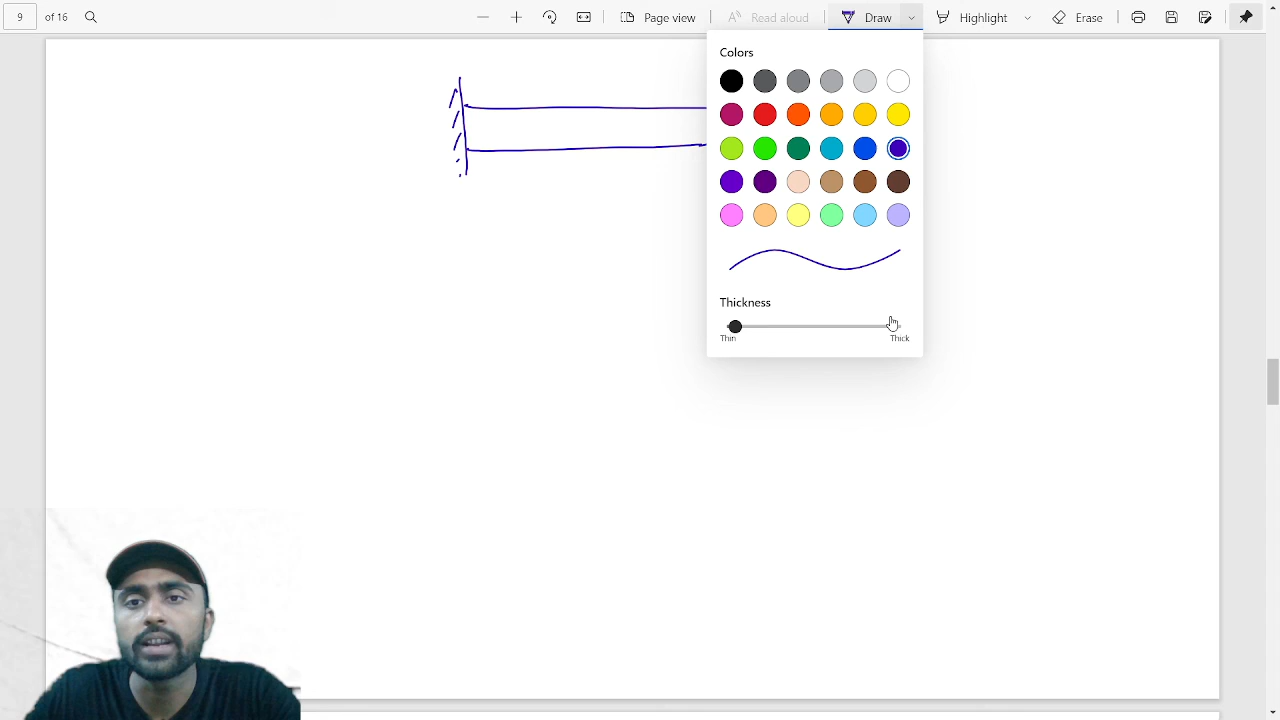 9 of 16 Page view Read aloud Draw Highlight Erase
Colors
Thickness
Thin Thick